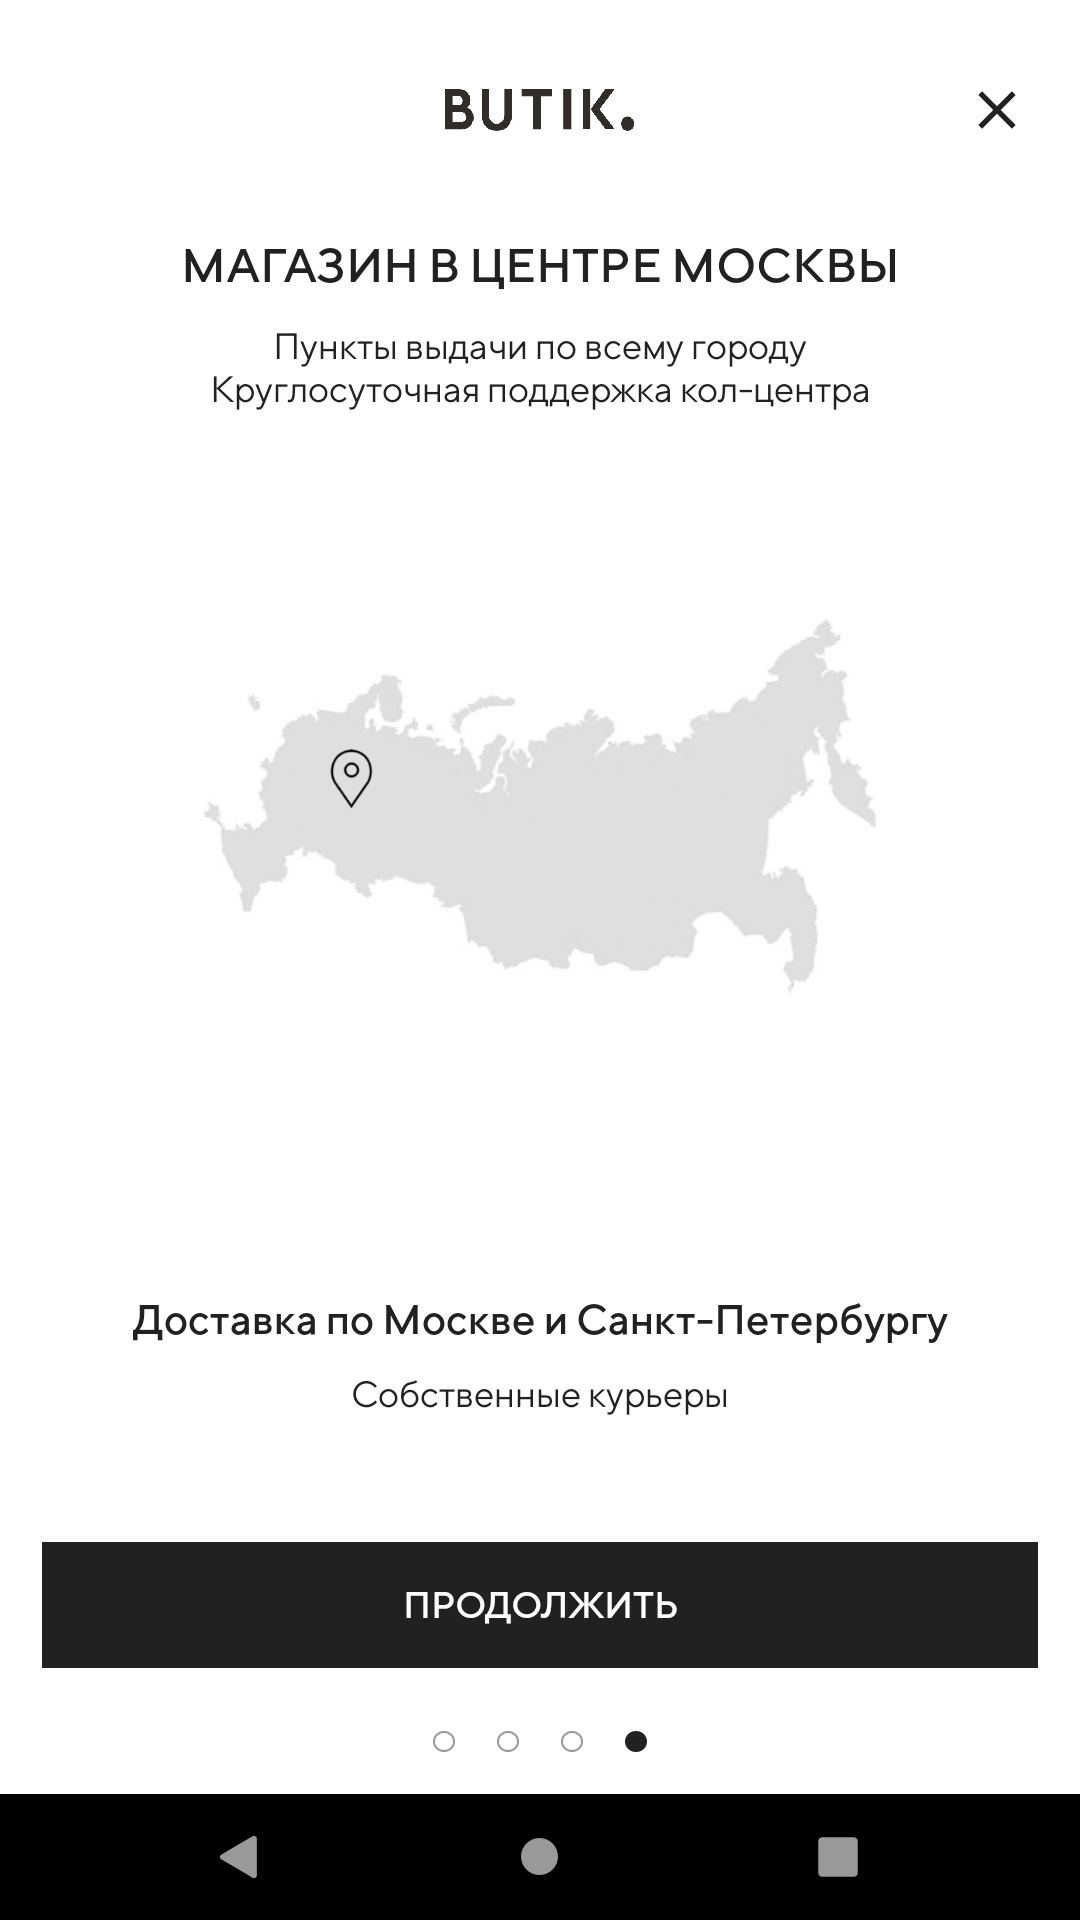 BUTIK.
МАГАЗИН В ЦЕНТРЕ МОСКВЫ
Пункты выдачи по всему городу
Круглосуточная поддержка кол-центра
Доставка по Москве и Санкт-Петербургу
Собственные курьеры
ПРОДОЛЖИТЬ